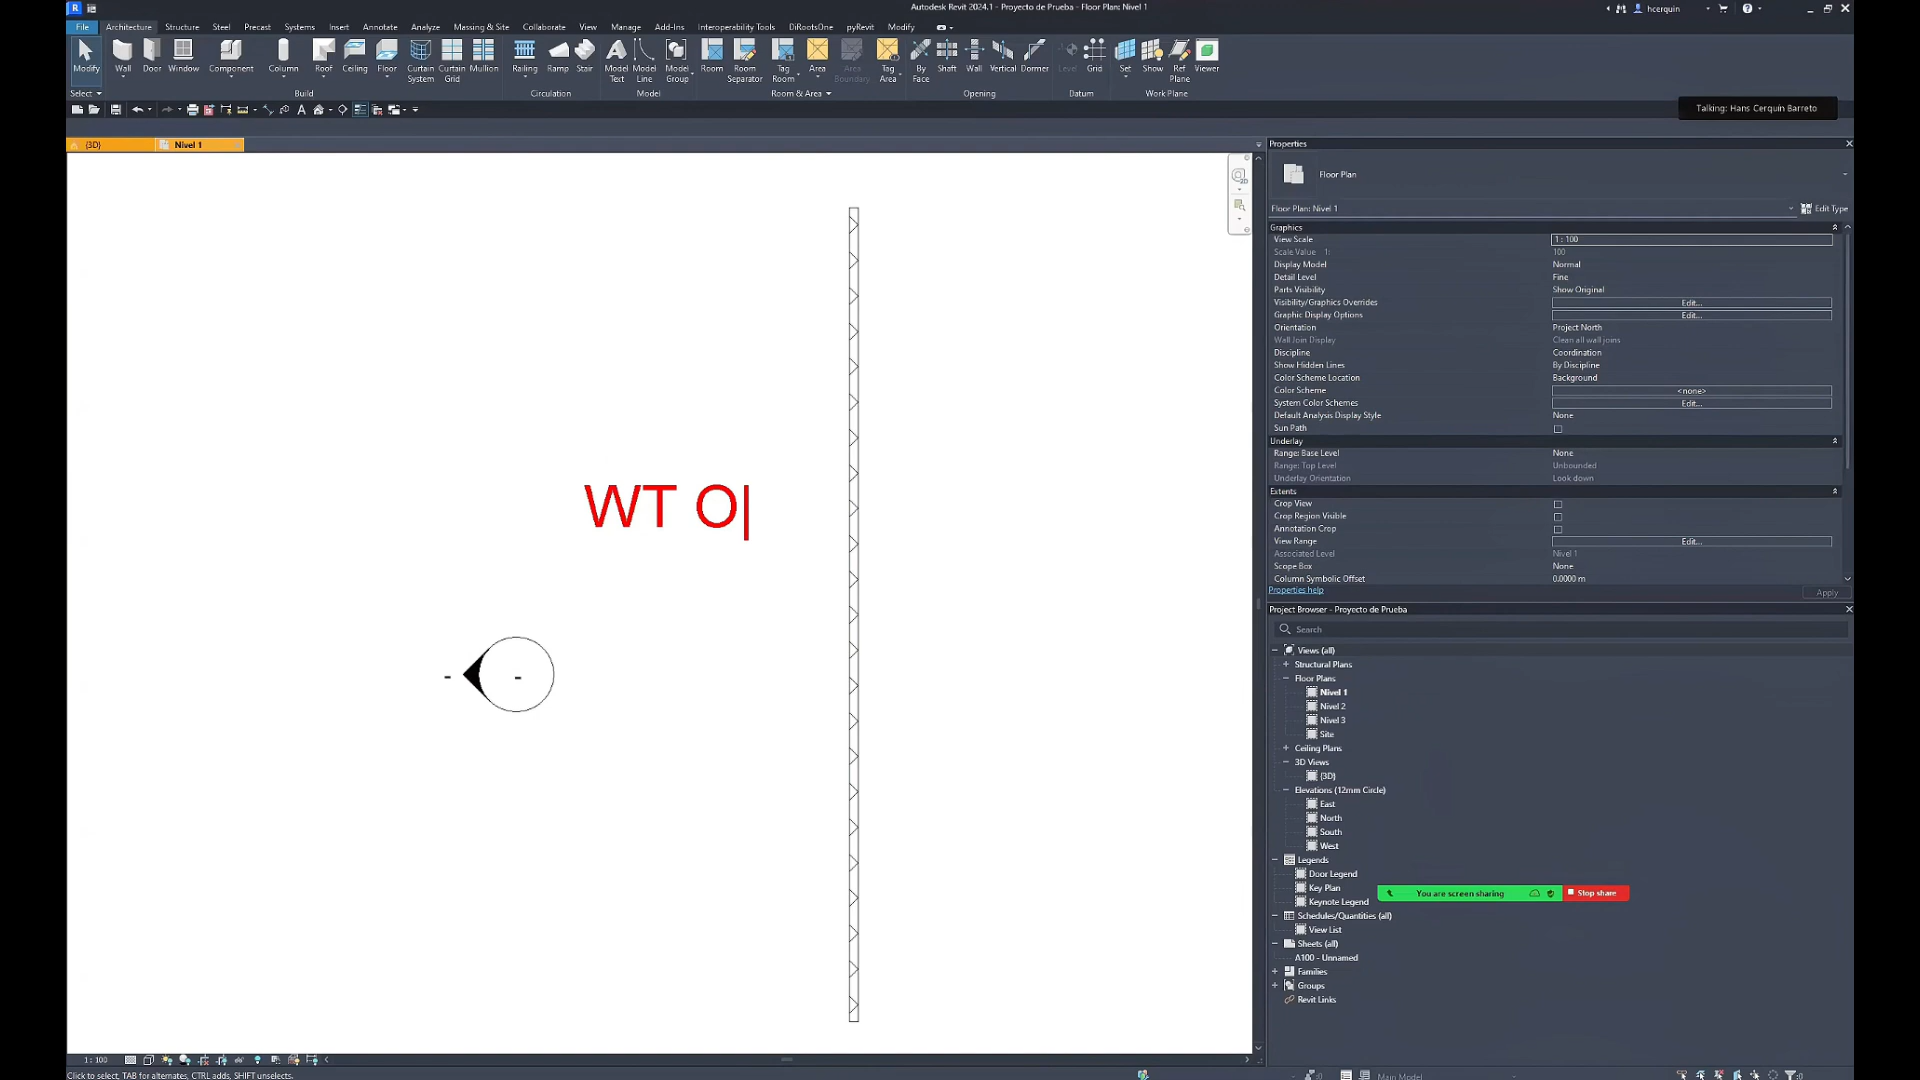 Autodesk Revit 2024.1 - Proyecto de Prueba - Floor Plan: Nivel 1
hcerquin
File Architecture Structure Steel Precast Systems Insert Annotate Analyze Massing & Site Collaborate View Manage Add-Ins Interoperability Tools DiRootsOne pyRevit Modify
Modify Wall Door Window Component Column Roof Ceiling Floor Curtain System Curtain Grid Mullion Railing Ramp Stair Model Text Model Line Model Group Room Room Separator Tag Room Area Area Boundary Tag Area By Face Shaft Wall Vertical Dormer Level Grid Set Show Ref Plane Viewer
Select Build Circulation Model Room & Area Opening Datum Work Plane
Talking: Hans Cerquín Barreto
{3D} Nivel 1
WT O
Properties
Floor Plan
Floor Plan: Nivel 1 Edit Type
Graphics
View Scale 1 : 100
Scale Value 1: 100
Display Model Normal
Detail Level Fine
Parts Visibility Show Original
Visibility/Graphics Overrides Edit...
Graphic Display Options Edit...
Orientation Project North
Wall Join Display Clean all wall joins
Discipline Coordination
Show Hidden Lines By Discipline
Color Scheme Location Background
Color Scheme <none>
System Color Schemes Edit...
Default Analysis Display Style None
Sun Path
Underlay
Range: Base Level None
Range: Top Level Unbounded
Underlay Orientation Look down
Extents
Crop View
Crop Region Visible
Annotation Crop
View Range Edit...
Associated Level Nivel 1
Scope Box None
Column Symbolic Offset 0.0000 m
Properties help Apply
Project Browser - Proyecto de Prueba
Search
Views (all)
Structural Plans
Floor Plans
Nivel 1
Nivel 2
Nivel 3
Site
Ceiling Plans
3D Views
{3D}
Elevations (12mm Circle)
East
North
South
West
Legends
Door Legend
Key Plan
Keynote Legend
You are screen sharing Stop share
Schedules/Quantities (all)
View List
Sheets (all)
A100 - Unnamed
Families
Groups
Revit Links
1 : 100
Click to select, TAB for alternates, CTRL adds, SHIFT unselects.
:0 Main Model :0